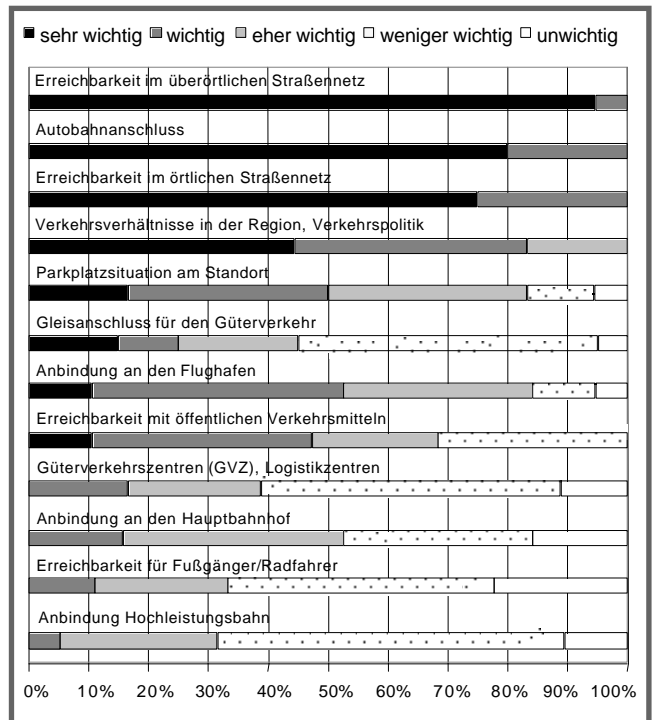 sehr wichtig wichtig eher wichtig weniger wichtig unwichtig
Erreichbarkeit im überörtlichen Straßennetz
Autobahnanschluss
Erreichbarkeit im örtlichen Straßennetz
Verkehrsverhältnisse in der Region, Verkehrspolitik
Parkplatzsituation am Standort
Gleisanschluss für den Güterverkehr
Anbindung an den Flughafen
Erreichbarkeit mit öffentlichen Verkehrsmitteln
Güterverkehrszentren (GVZ), Logistikzentren
Anbindung an den Hauptbahnhof
Erreichbarkeit für Fußgänger/Radfahrer
Anbindung Hochleistungsbahn
0% 10% 20% 30% 40% 50% 60% 70% 80% 90% 100%